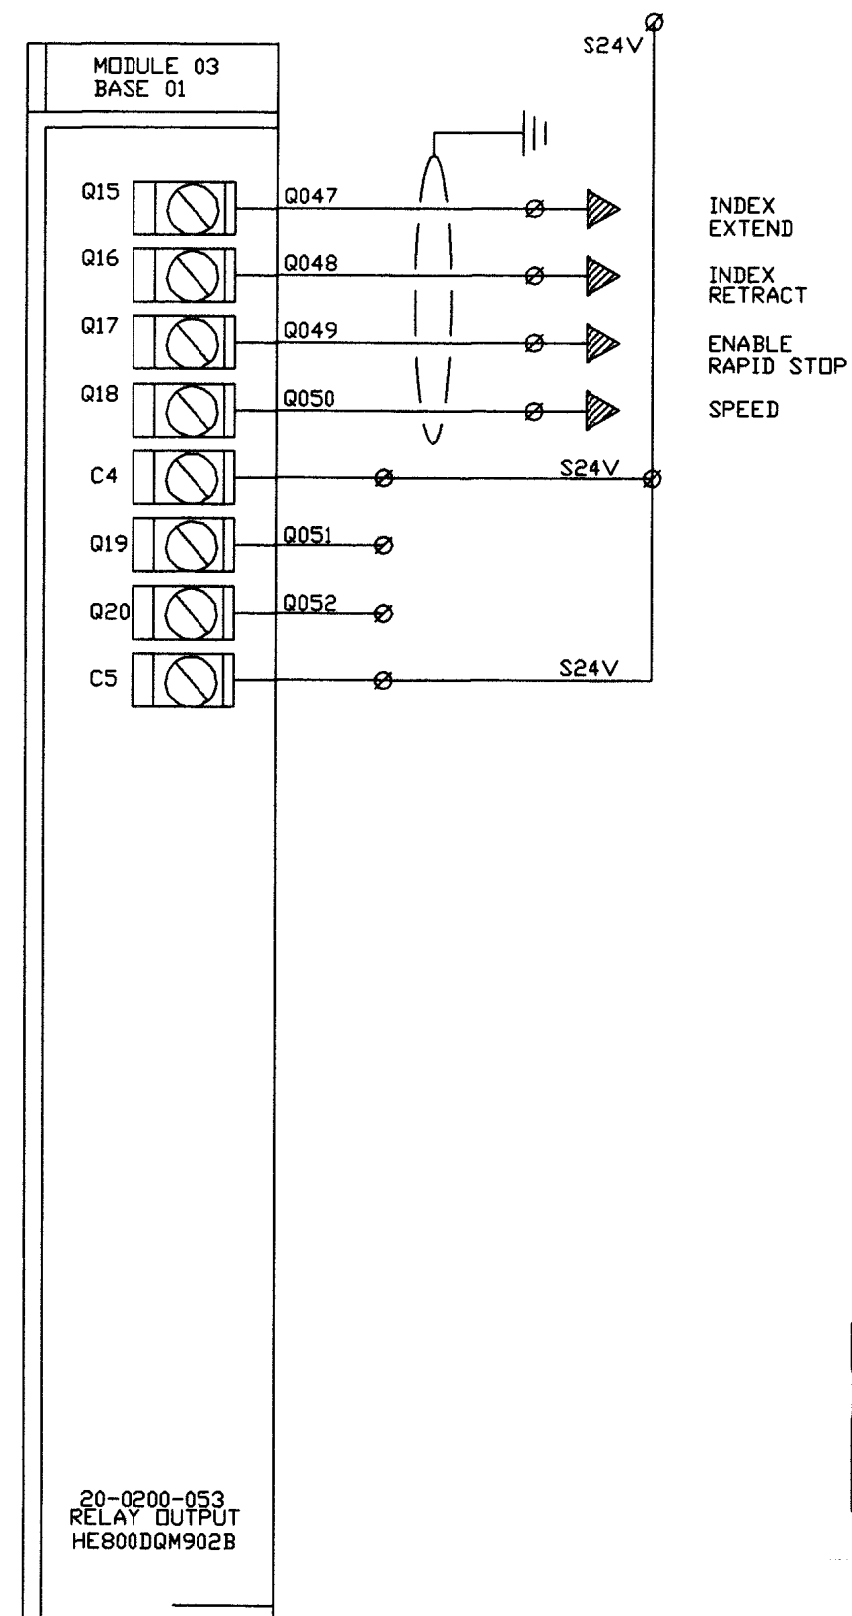 S24V
MODULE 03
BASE 01
Q15
Q047
INDEX
EXTEND
Q16
Q048
INDEX
RETRACT
Q17
Q049
ENABLE
RAPID STOP
Q18
Q050
SPEED
C4
S24V
Q19
Q051
Q20
Q052
C5
S24V
20-0200-053
RELAY OUTPUT
HE800DQM902B